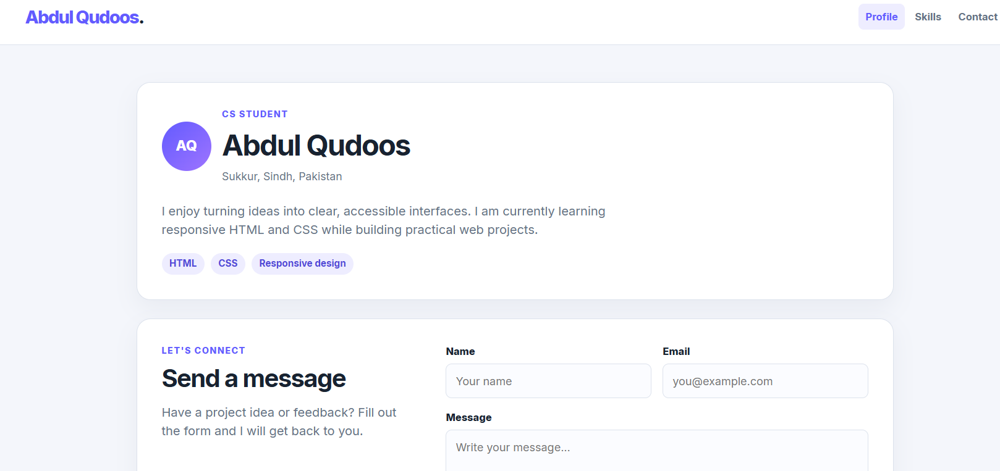 Abdul Qudoos.
Profile Skills Contact
CS STUDENT
AQ
Abdul Qudoos
Sukkur, Sindh, Pakistan
I enjoy turning ideas into clear, accessible interfaces. I am currently learning
responsive HTML and CSS while building practical web projects.
HTML CSS Responsive design
LET'S CONNECT
Send a message
Have a project idea or feedback? Fill out
the form and I will get back to you.
Name Email
Your name you@example.com
Message
Write your message...